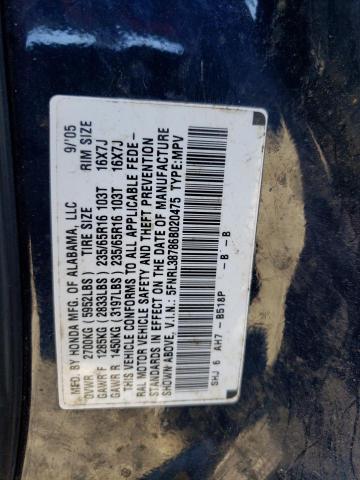 MFD. BY HONDA MFG. OF ALABAMA, LLC 9/'05
GVWR 2700KG (5952LBS) TIRE SIZE RIM SIZE
GAWR F 1285KG (2833LBS) 235/65R16 103T 16X7J
GAWR R 1450KG (3197LBS) 235/65R16 103T 16X7J
THIS VEHICLE CONFORMS TO ALL APPLICABLE FEDE-
RAL MOTOR VEHICLE SAFETY AND THEFT PREVENTION
STANDARDS IN EFFECT ON THE DATE OF MANUFACTURE
SHOWN ABOVE. V.I.N.: 5FNRL38786B020475 TYPE:MPV
SHJ 6 AH7 - B518P - B - B